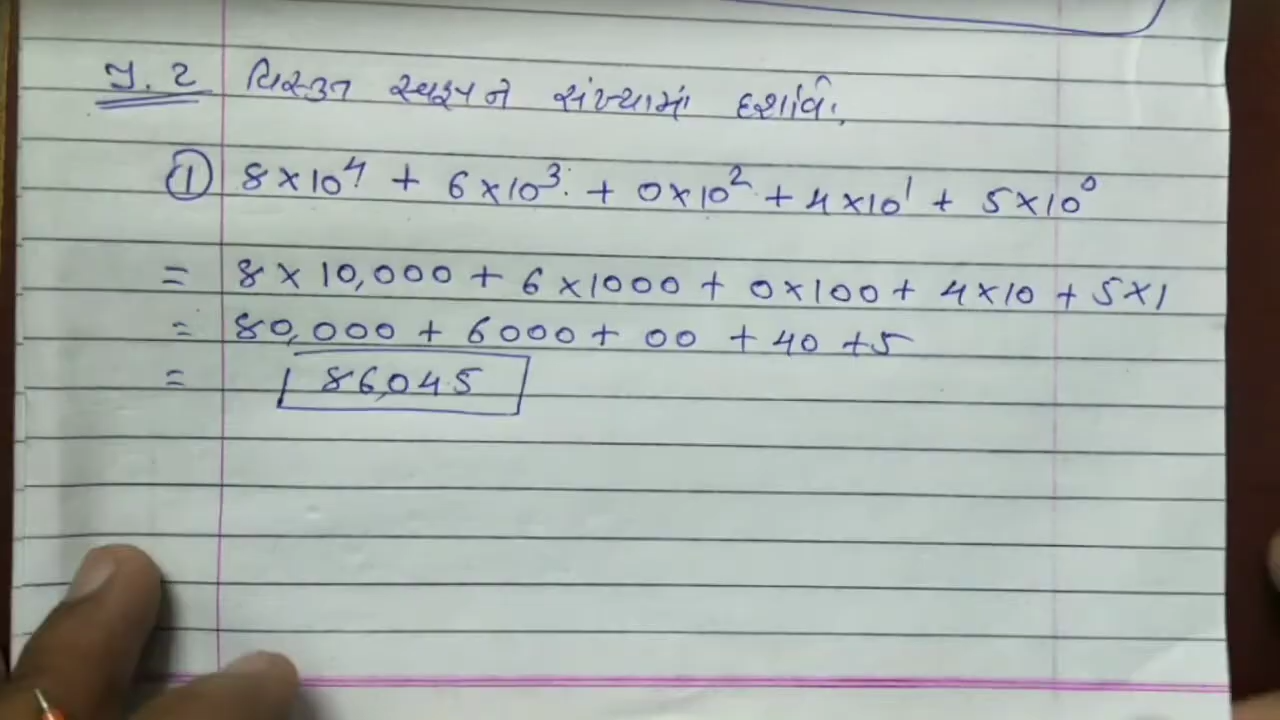 પ્ર. 2 વિસ્તૃત સ્વરૂપને સંખ્યામાં દર્શાવો.
① 8×10⁴ + 6×10³ + 0×10² + 4×10¹ + 5×10⁰
= 8×10,000 + 6×1000 + 0×100 + 4×10 + 5×1
= 80,000 + 6000 + 00 + 40 + 5
= 86,045